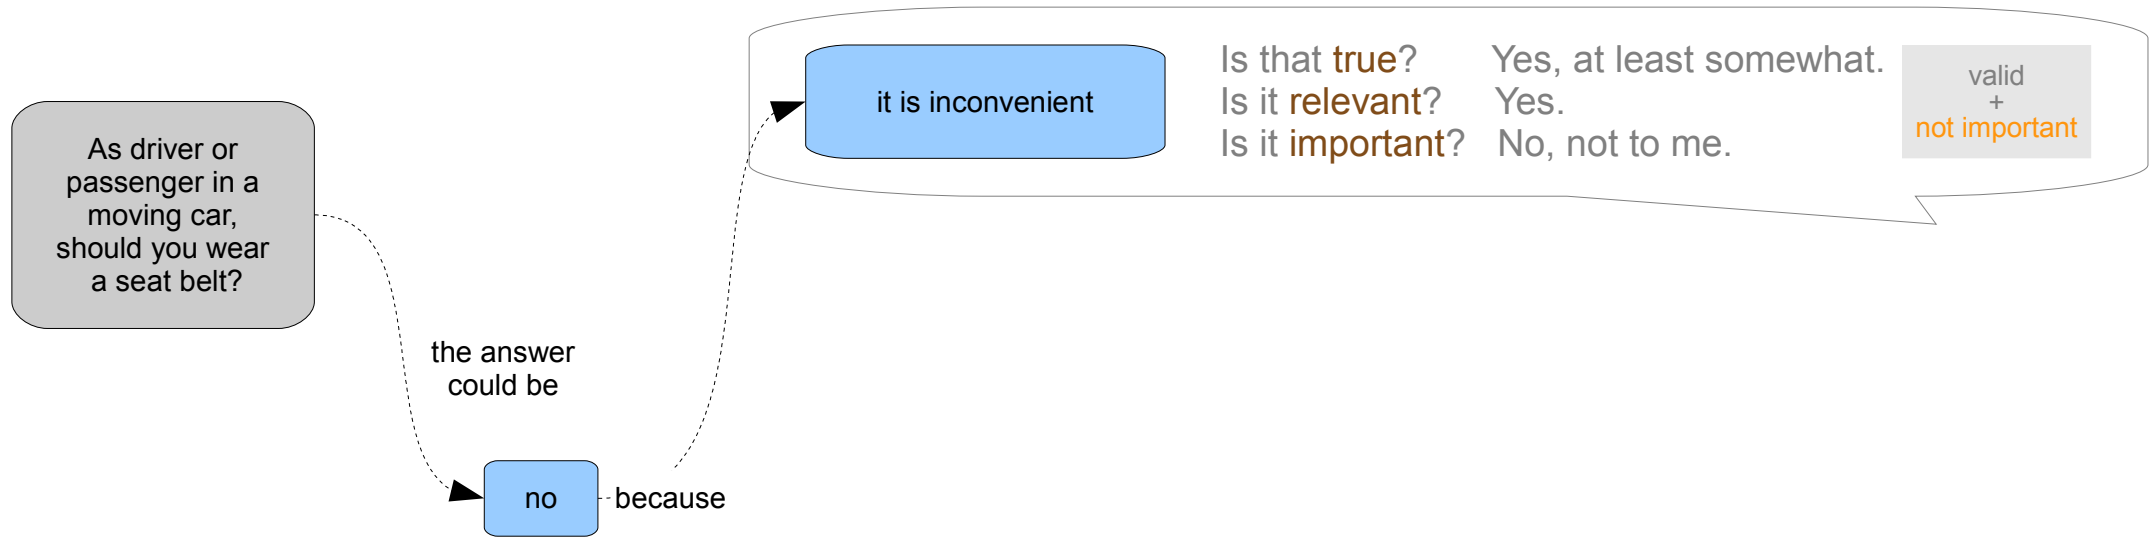 As driver or
passenger in a
moving car,
should you wear
a seat belt?
the answer
could be
no
because
it is inconvenient
Is that true? Yes, at least somewhat.
Is it relevant? Yes.
Is it important? No, not to me.
valid
+
not important